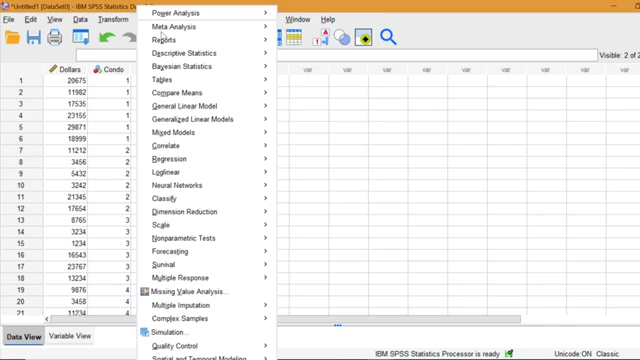 *Untitled1 [DataSet0] - IBM SPSS Statistics D
File Edit View Data Transform Window
Visible: 2 of 2
Dollars Condo var var var var var var var var
1 20675 1
2 11982 1
3 17535 1
4 23155 1
5 29871 1
6 18999 1
7 11212 2
8 3456 2
9 5432 2
10 3242 2
11 21345 2
12 17654 2
13 8765 3
14 3234 3
15 1234 3
16 16543 3
17 23767 3
18 13234 3
19 9876 4
20 3458 4
21 11234 4
Power Analysis
Meta Analysis
Reports
Descriptive Statistics
Bayesian Statistics
Tables
Compare Means
General Linear Model
Generalized Linear Models
Mixed Models
Correlate
Regression
Loglinear
Neural Networks
Classify
Dimension Reduction
Scale
Nonparametric Tests
Forecasting
Survival
Multiple Response
Missing Value Analysis...
Multiple Imputation
Complex Samples
Simulation...
Quality Control
Spatial and Temporal Modeling
Data View Variable View
IBM SPSS Statistics Processor is ready Unicode:ON Classic